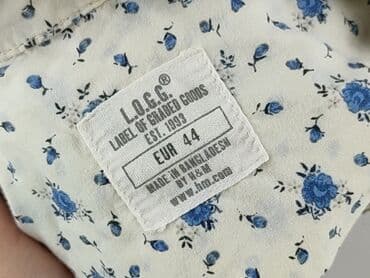 L.O.G.G.®
LABEL OF GRADED GOODS
EST. 1993
EUR 44
MADE IN BANGLADESH
BY H&M
www.hm.com